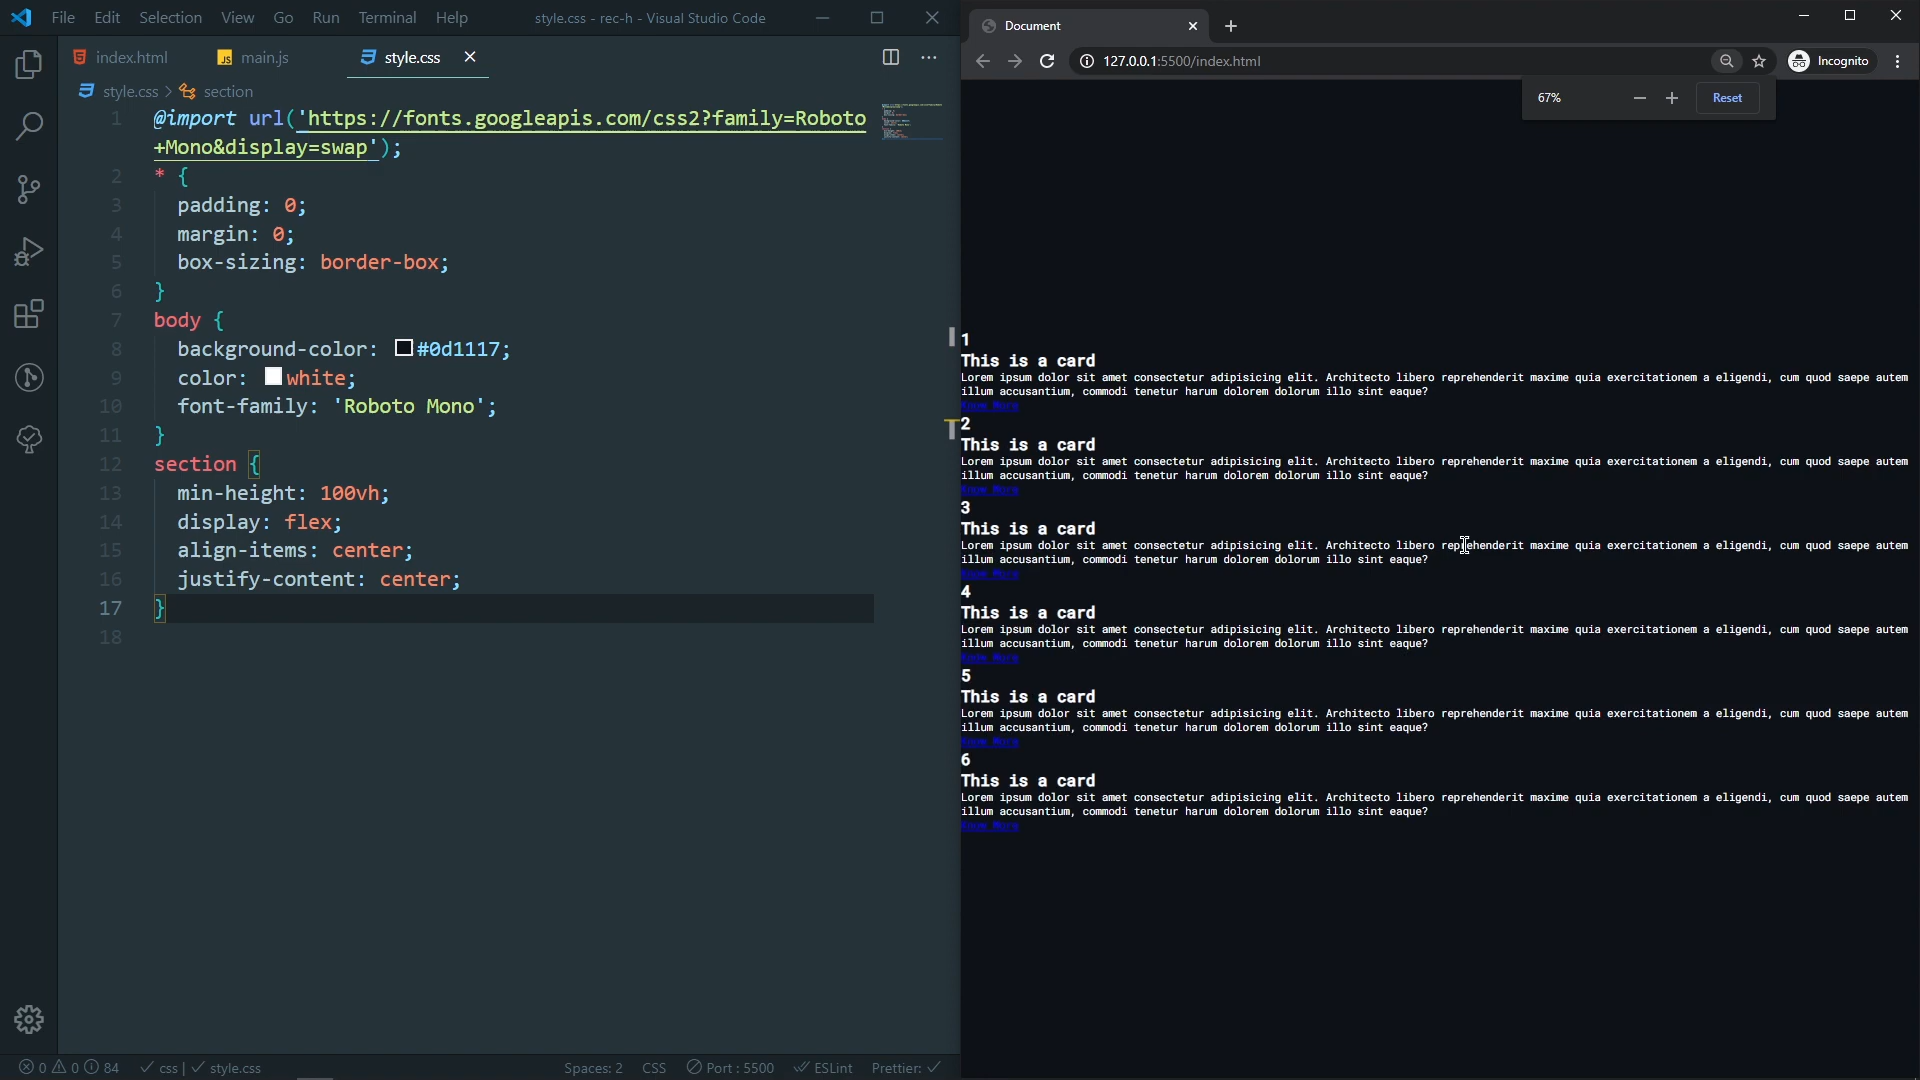 File Edit Selection View Go Run Terminal Help style.css - rec-h - Visual Studio Code
index.html JS main.js style.css
style.css > section
1 @import url('https://fonts.googleapis.com/css2?family=Roboto
+Mono&display=swap');
2 * {
3 padding: 0;
4 margin: 0;
5 box-sizing: border-box;
6 }
7 body {
8 background-color: #0d1117;
9 color: white;
10 font-family: 'Roboto Mono';
11 }
12 section {
13 min-height: 100vh;
14 display: flex;
15 align-items: center;
16 justify-content: center;
17 }
18
0 0 84 css | style.css Spaces: 2 CSS Port : 5500 ESLint Prettier:
Document
127.0.0.1:5500/index.html Incognito
67% Reset
1
This is a card
Lorem ipsum dolor sit amet consectetur adipisicing elit. Architecto libero reprehenderit maxime quia exercitationem a eligendi, cum quod saepe autem
illum accusantium, commodi tenetur harum dolorem dolorum illo sint eaque?
Know More
2
This is a card
Lorem ipsum dolor sit amet consectetur adipisicing elit. Architecto libero reprehenderit maxime quia exercitationem a eligendi, cum quod saepe autem
illum accusantium, commodi tenetur harum dolorem dolorum illo sint eaque?
Know More
3
This is a card
Lorem ipsum dolor sit amet consectetur adipisicing elit. Architecto libero reprehenderit maxime quia exercitationem a eligendi, cum quod saepe autem
illum accusantium, commodi tenetur harum dolorem dolorum illo sint eaque?
Know More
4
This is a card
Lorem ipsum dolor sit amet consectetur adipisicing elit. Architecto libero reprehenderit maxime quia exercitationem a eligendi, cum quod saepe autem
illum accusantium, commodi tenetur harum dolorem dolorum illo sint eaque?
Know More
5
This is a card
Lorem ipsum dolor sit amet consectetur adipisicing elit. Architecto libero reprehenderit maxime quia exercitationem a eligendi, cum quod saepe autem
illum accusantium, commodi tenetur harum dolorem dolorum illo sint eaque?
Know More
6
This is a card
Lorem ipsum dolor sit amet consectetur adipisicing elit. Architecto libero reprehenderit maxime quia exercitationem a eligendi, cum quod saepe autem
illum accusantium, commodi tenetur harum dolorem dolorum illo sint eaque?
Know More